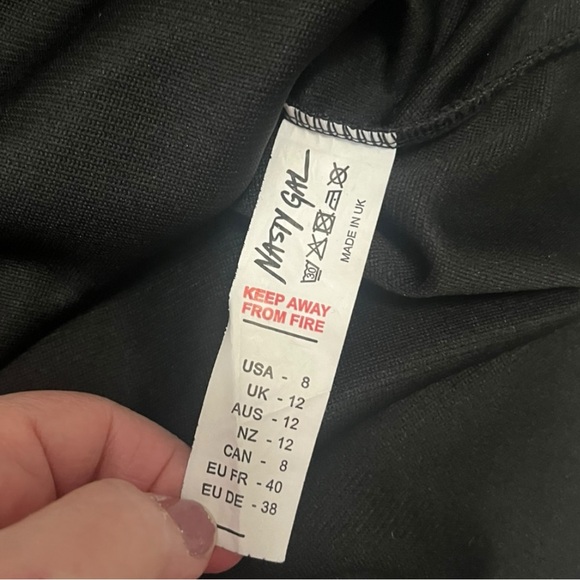 NASTY GAL
30
MADE IN UK
KEEP AWAY
FROM FIRE
USA - 8
UK - 12
AUS - 12
NZ - 12
CAN - 8
EU FR - 40
EU DE - 38